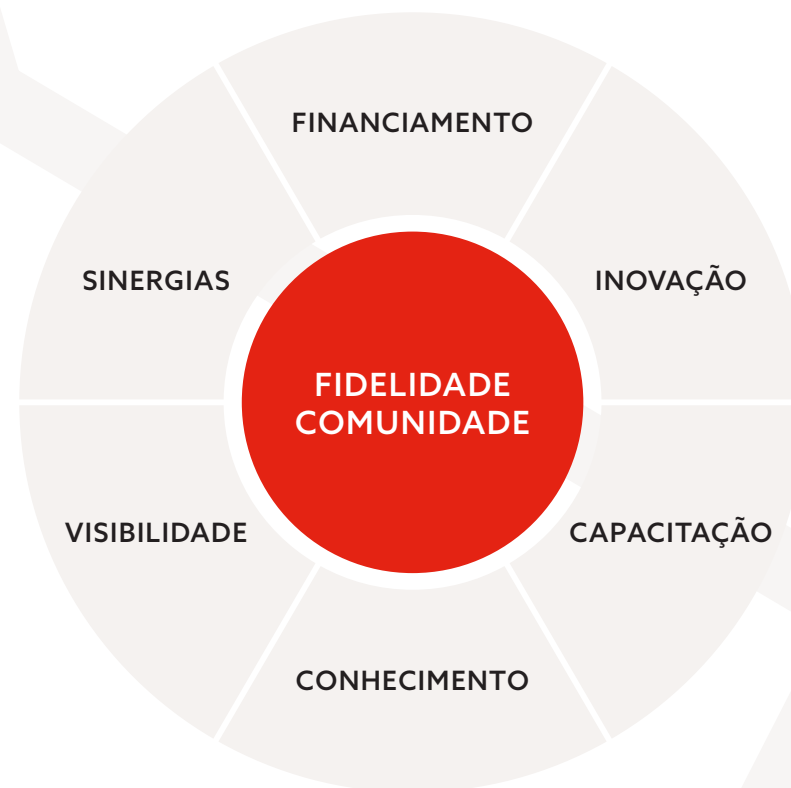 FINANCIAMENTO
SINERGIAS
INOVAÇÃO
FIDELIDADE
COMUNIDADE
VISIBILIDADE
CAPACITAÇÃO
CONHECIMENTO